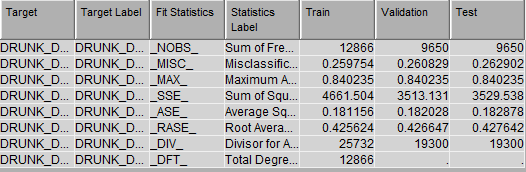 Target Target Label Fit Statistics Statistics Label Train Validation Test
DRUNK_D... DRUNK_D... _NOBS_ Sum of Fre... 12866 9650 9650
DRUNK_D... DRUNK_D... _MISC_ Misclassific... 0.259754 0.260829 0.262902
DRUNK_D... DRUNK_D... _MAX_ Maximum A... 0.840235 0.840235 0.840235
DRUNK_D... DRUNK_D... _SSE_ Sum of Squ... 4661.504 3513.131 3529.538
DRUNK_D... DRUNK_D... _ASE_ Average Sq... 0.181156 0.182028 0.182878
DRUNK_D... DRUNK_D... _RASE_ Root Avera... 0.425624 0.426647 0.427642
DRUNK_D... DRUNK_D... _DIV_ Divisor for A... 25732 19300 19300
DRUNK_D... DRUNK_D... _DFT_ Total Degre... 12866 . .